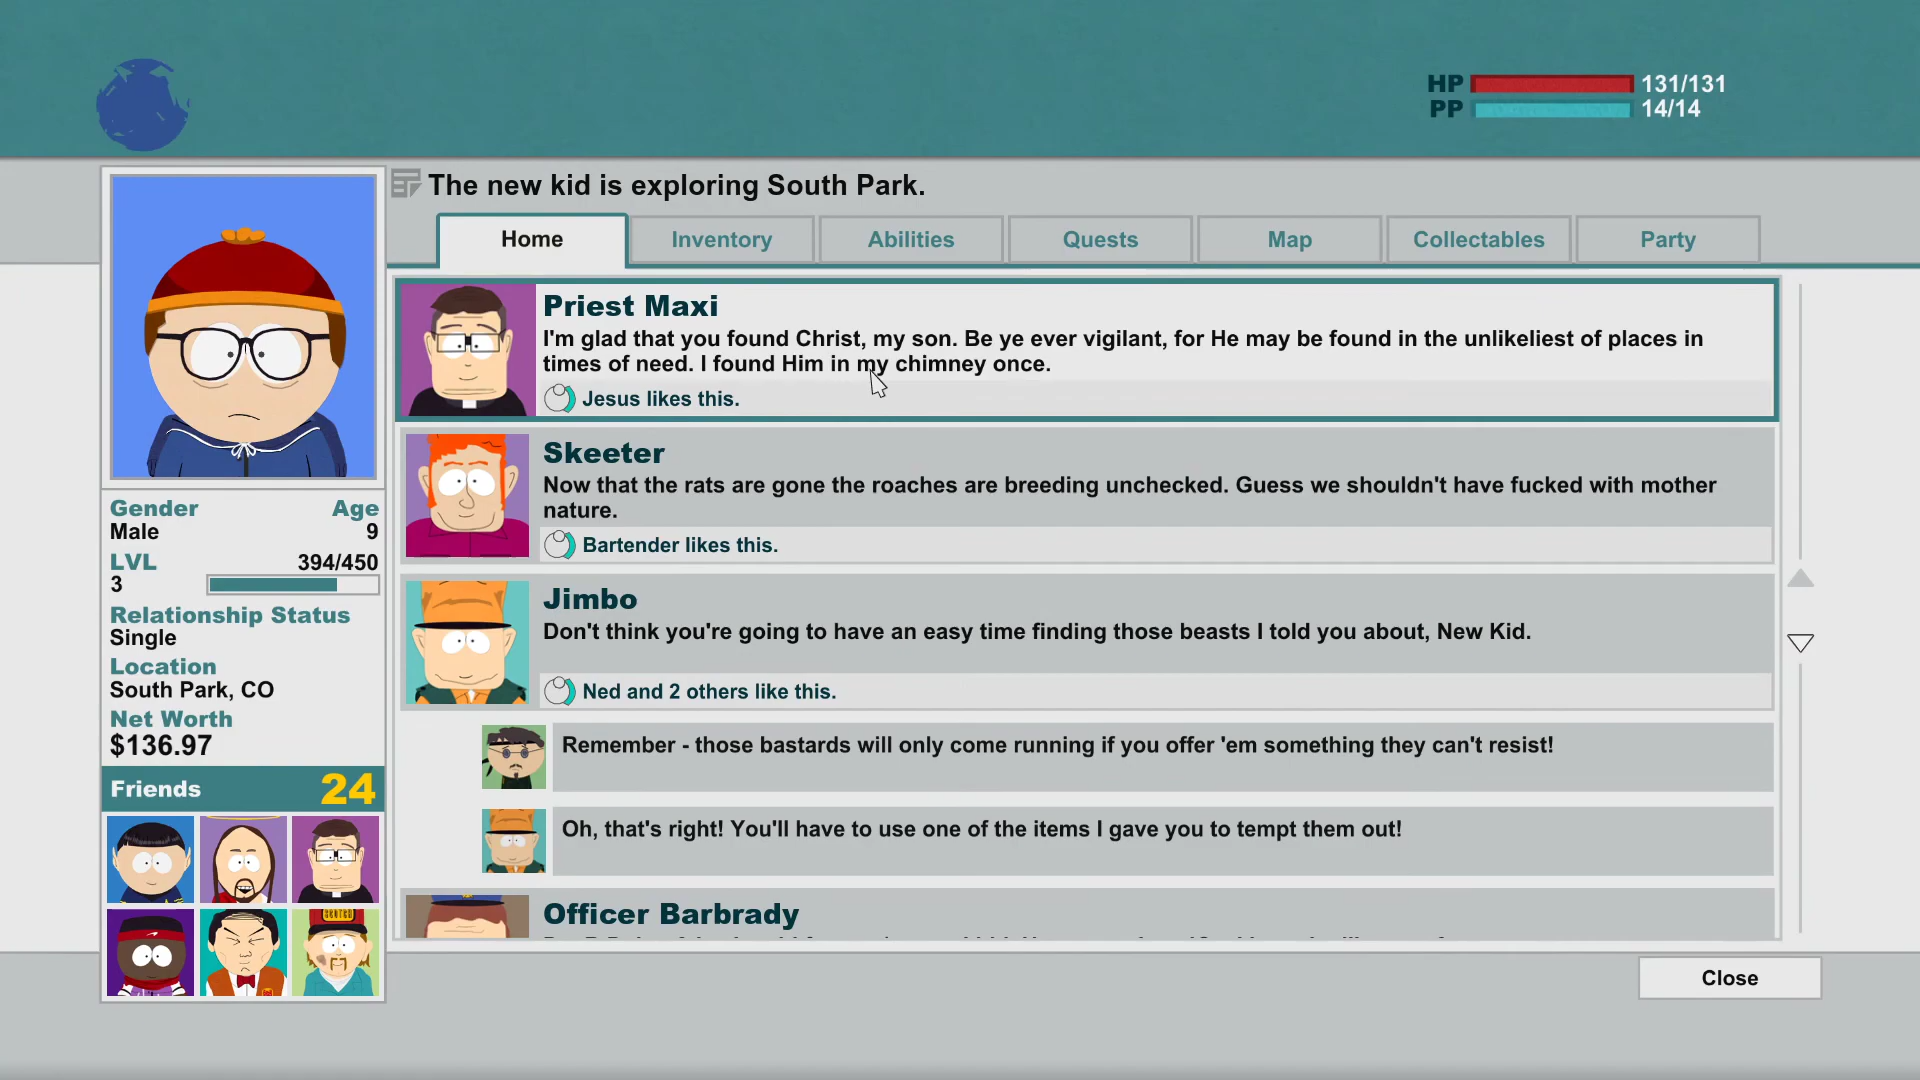 HP 131/131
PP 14/14
The new kid is exploring South Park.
Home Inventory Abilities Quests Map Collectables Party
Priest Maxi
I'm glad that you found Christ, my son. Be ye ever vigilant, for He may be found in the unlikeliest of places in
times of need. I found Him in my chimney once.
Jesus likes this.
Skeeter
Now that the rats are gone the roaches are breeding unchecked. Guess we shouldn't have fucked with mother
nature.
Bartender likes this.
Jimbo
Don't think you're going to have an easy time finding those beasts I told you about, New Kid.
Ned and 2 others like this.
Remember - those bastards will only come running if you offer 'em something they can't resist!
Oh, that's right! You'll have to use one of the items I gave you to tempt them out!
Officer Barbrady
Gender Age
Male 9
LVL 394/450
3
Relationship Status
Single
Location
South Park, CO
Net Worth
$136.97
Friends 24
Close